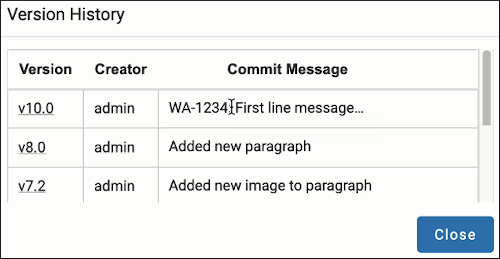 Version History
Version Creator Commit Message
v10.0 admin WA-1234 First line message…
v8.0 admin Added new paragraph
v7.2 admin Added new image to paragraph
Close